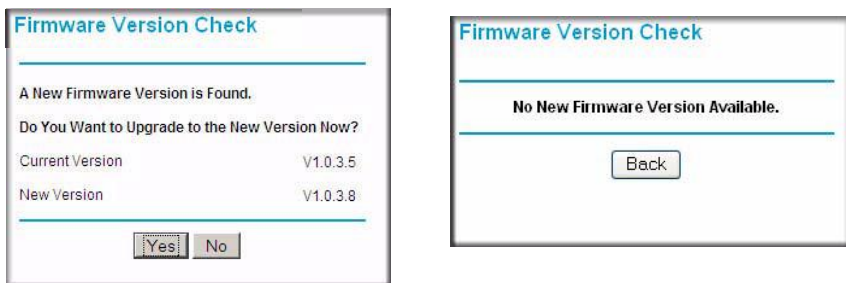 Firmware Version Check
A New Firmware Version is Found.
Do You Want to Upgrade to the New Version Now?
Current Version V1.0.3.5
New Version V1.0.3.8
Yes No
Firmware Version Check
No New Firmware Version Available.
Back